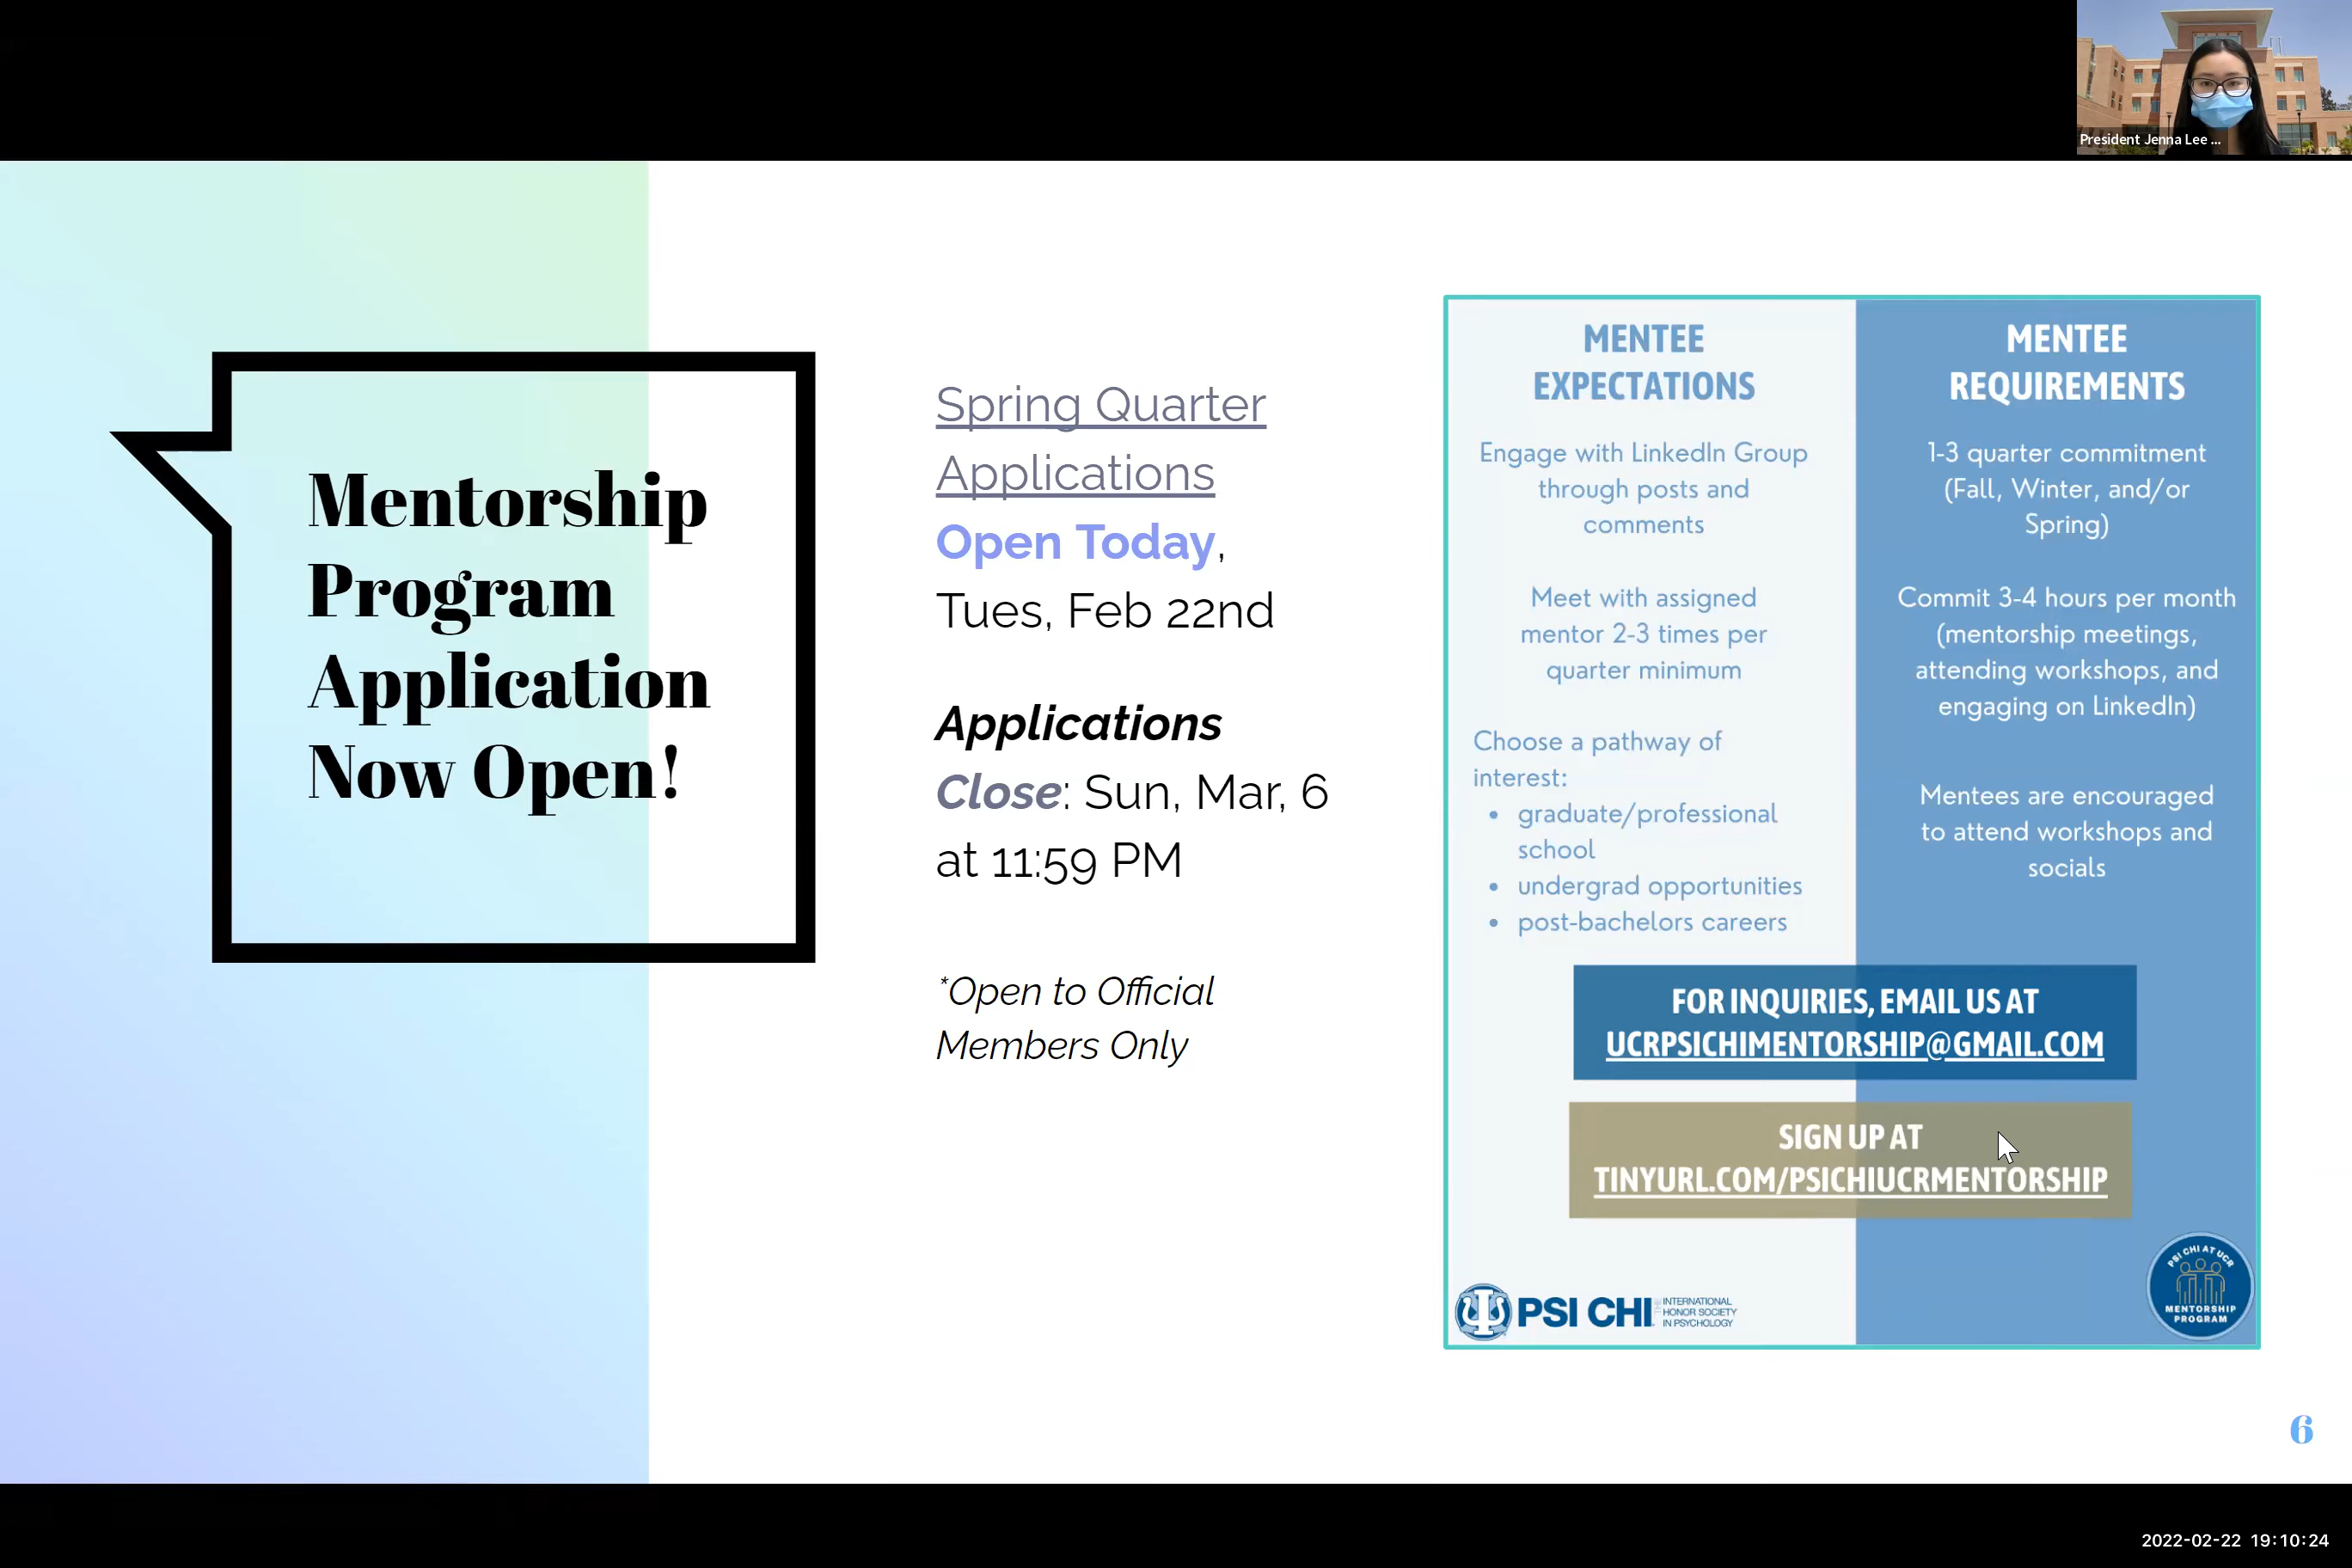 President Jenna Lee ...
Mentorship
Program
Application
Now Open!
Spring Quarter
Applications
Open Today,
Tues, Feb 22nd
Applications
Close: Sun, Mar, 6
at 11:59 PM
*Open to Official
Members Only
MENTEE
EXPECTATIONS
Engage with LinkedIn Group
through posts and
comments
Meet with assigned
mentor 2-3 times per
quarter minimum
Choose a pathway of
interest:
• graduate/professional
school
• undergrad opportunities
• post-bachelors careers
MENTEE
REQUIREMENTS
1-3 quarter commitment
(Fall, Winter, and/or
Spring)
Commit 3-4 hours per month
(mentorship meetings,
attending workshops, and
engaging on LinkedIn)
Mentees are encouraged
to attend workshops and
socials
FOR INQUIRIES, EMAIL US AT
UCRPSICHIMENTORSHIP@GMAIL.COM
SIGN UP AT
TINYURL.COM/PSICHIUCRMENTORSHIP
Ψ PSI CHI THE INTERNATIONAL
HONOR SOCIETY
IN PSYCHOLOGY
PSI CHI AT UCR
MENTORSHIP
PROGRAM
6
2022-02-22 19:10:24